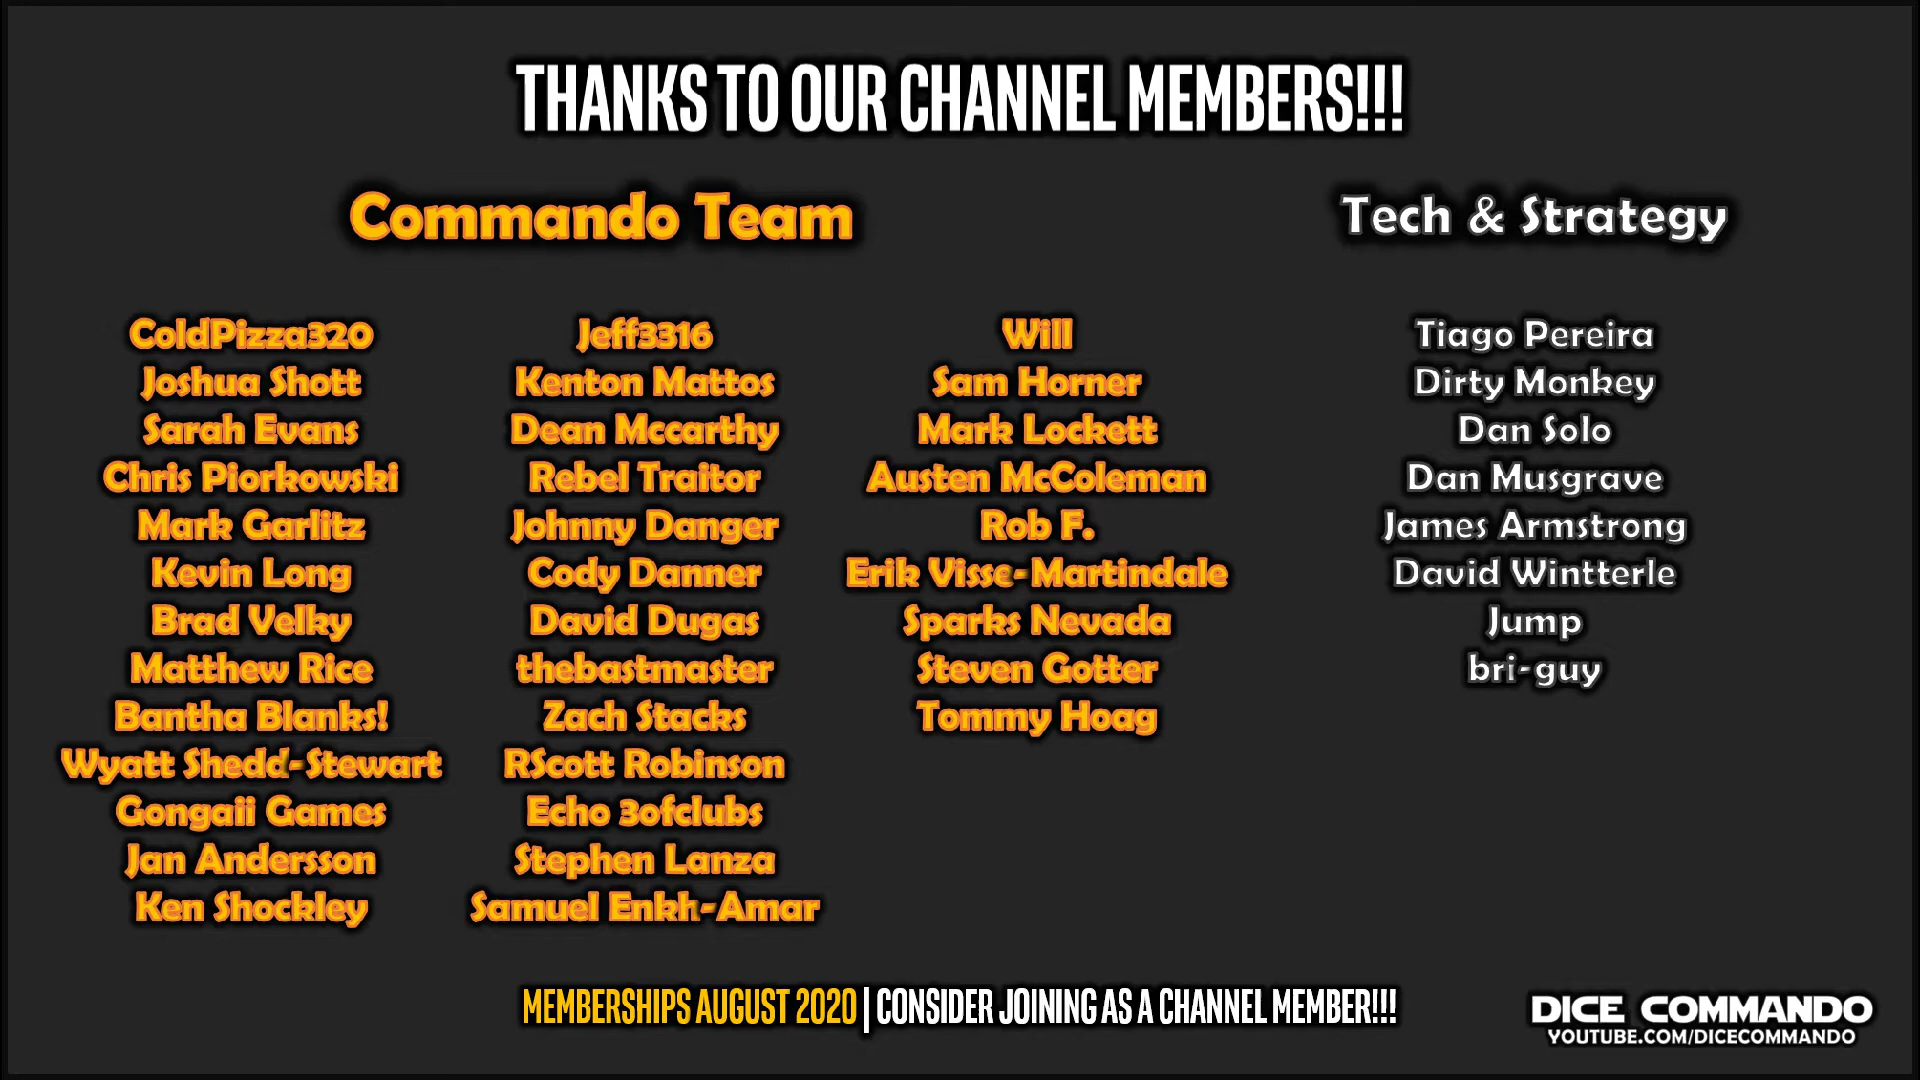 THANKS TO OUR CHANNEL MEMBERS!!!
Commando Team
ColdPizza320
Joshua Shott
Sarah Evans
Chris Piorkowski
Mark Garlitz
Kevin Long
Brad Velky
Matthew Rice
Bantha Blanks!
Wyatt Shedd-Stewart
Gongaii Games
Jan Andersson
Ken Shockley
Jeff3316
Kenton Mattos
Dean Mccarthy
Rebel Traitor
Johnny Danger
Cody Danner
David Dugas
thebastmaster
Zach Stacks
RScott Robinson
Echo 3ofclubs
Stephen Lanza
Samuel Enkh-Amar
Will
Sam Horner
Mark Lockett
Austen McColeman
Rob F.
Erik Visse-Martindale
Sparks Nevada
Steven Gotter
Tommy Hoag
Tech & Strategy
Tiago Pereira
Dirty Monkey
Dan Solo
Dan Musgrave
James Armstrong
David Wintterle
Jump
bri-guy
MEMBERSHIPS AUGUST 2020 | CONSIDER JOINING AS A CHANNEL MEMBER!!!
DICE COMMANDO
YOUTUBE.COM/DICECOMMANDO